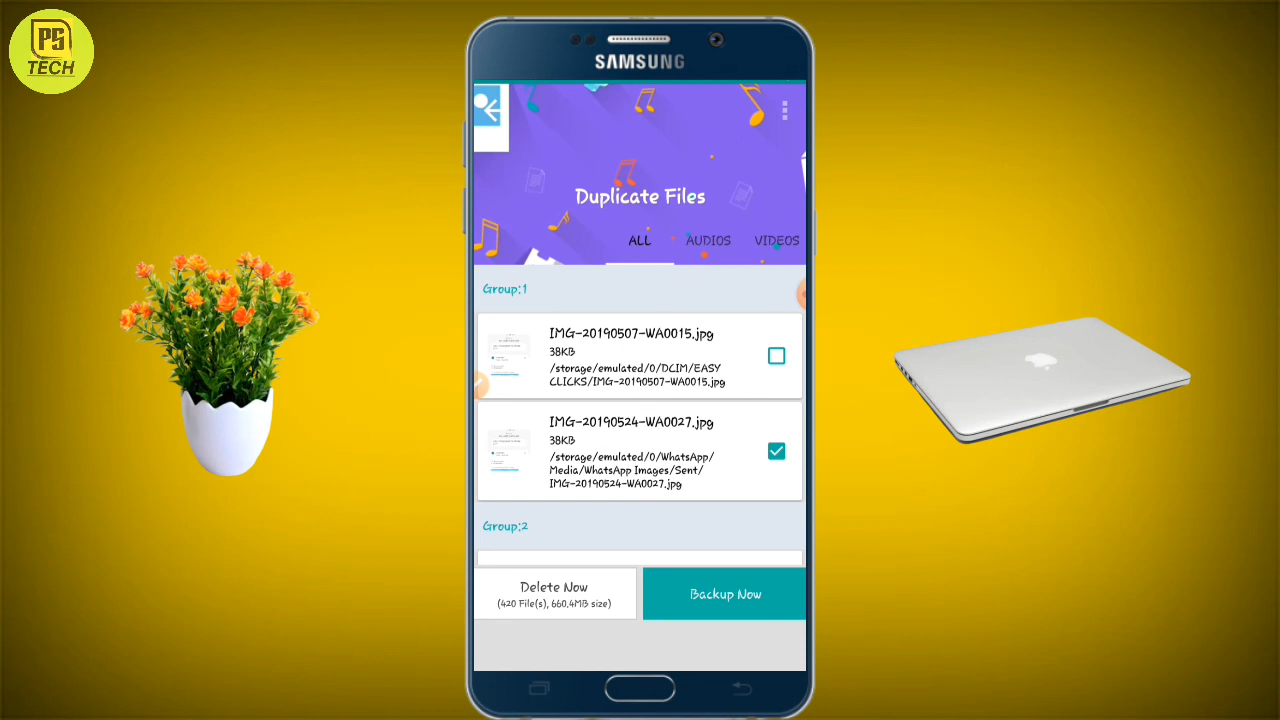 PS
TECH
SAMSUNG
Duplicate Files
ALL AUDIOS VIDEOS
Group:1
IMG-20190507-WA0015.jpg
38KB
/storage/emulated/0/DCIM/EASY
CLICKS/IMG-20190507-WA0015.jpg
IMG-20190524-WA0027.jpg
38KB
/storage/emulated/0/WhatsApp/
Media/WhatsApp Images/Sent/
IMG-20190524-WA0027.jpg
Group:2
Delete Now
(420 File(s), 660.4MB size)
Backup Now